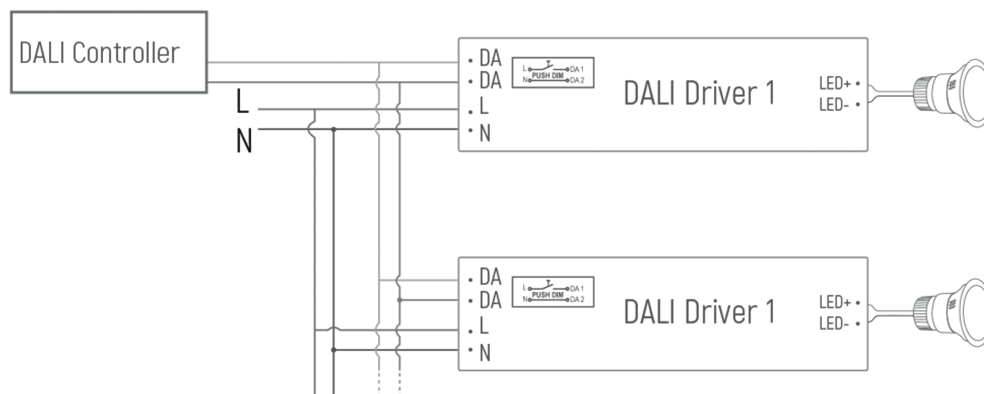 DALI Controller
L
N
DA
DA
L
N
L DA 1
PUSH DIM
N DA 2
DALI Driver 1
LED+
LED-
DA
DA
L
N
L DA 1
PUSH DIM
N DA 2
DALI Driver 1
LED+
LED-